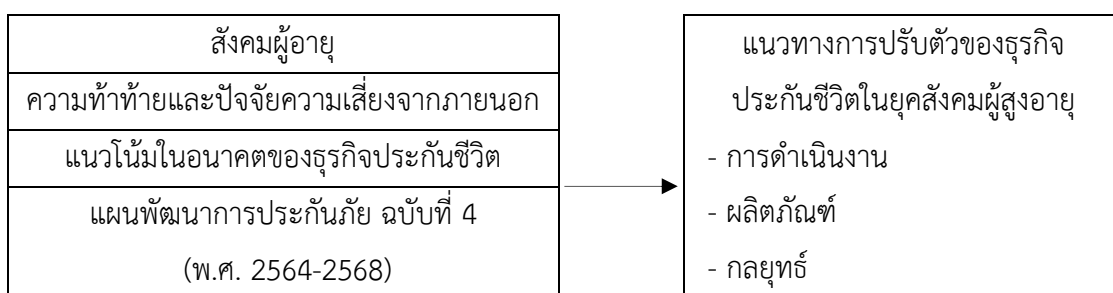 สังคมผู้อายุ
ความท้าท้ายและปัจจัยความเสี่ยงจากภายนอก
แนวโน้มในอนาคตของธุรกิจประกันชีวิต
แผนพัฒนาการประกันภัย ฉบับที่ 4
(พ.ศ. 2564-2568)
แนวทางการปรับตัวของธุรกิจ
ประกันชีวิตในยุคสังคมผู้สูงอายุ
- การดำเนินงาน
- ผลิตภัณฑ์
- กลยุทธ์